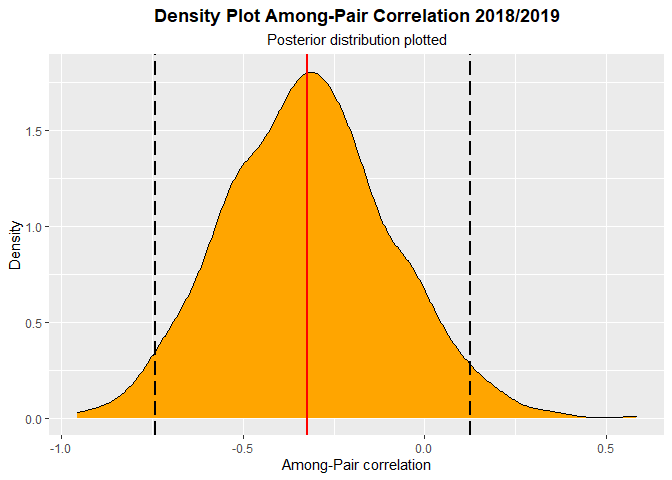 Density Plot Among-Pair Correlation 2018/2019
Posterior distribution plotted
1.5
1.0
0.5
0.0
Density
-1.0 -0.5 0.0 0.5
Among-Pair correlation